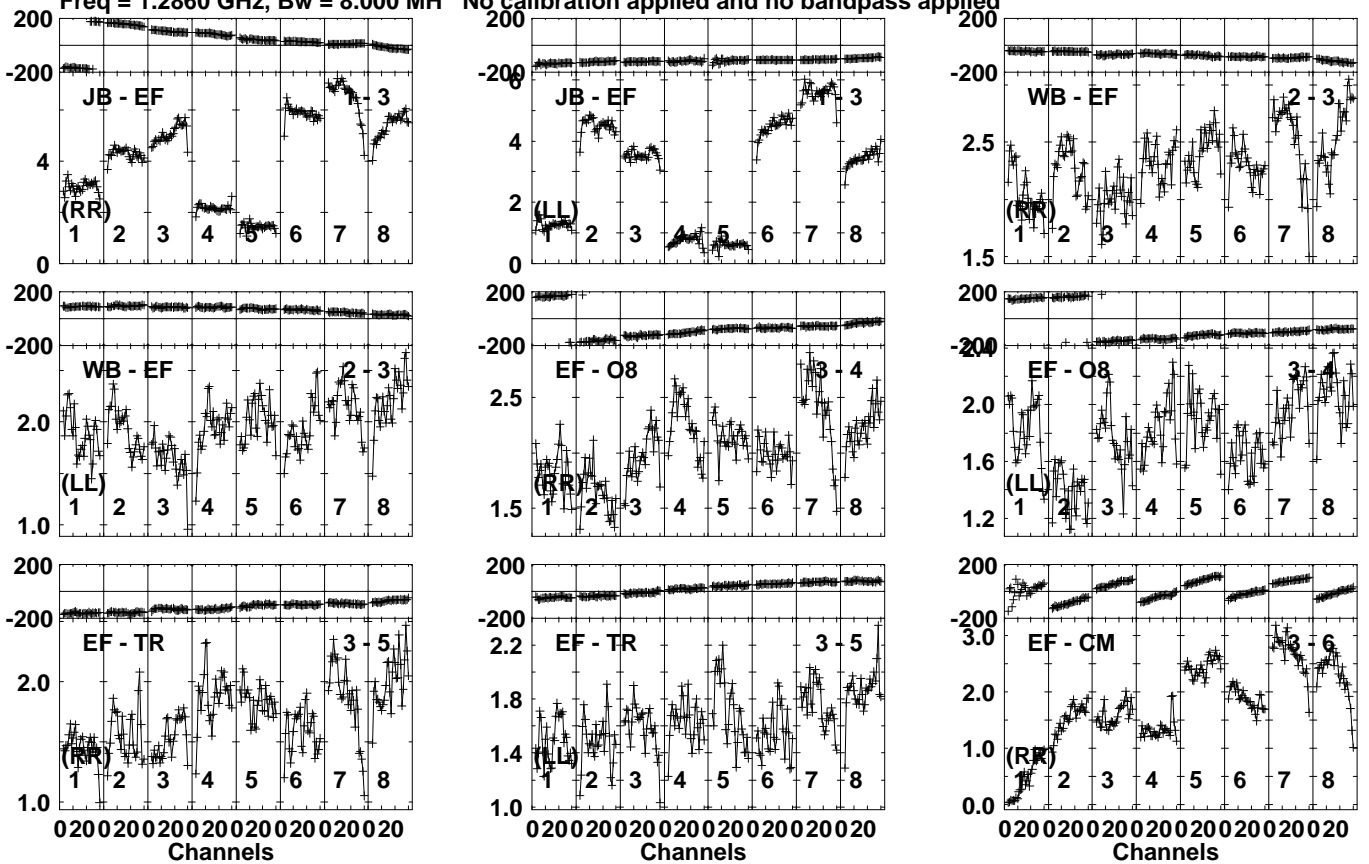 Freq = 1.2860 GHz, Bw = 8.000 MH No calibration applied and no bandpass applied
200
-200
JB - EF
1 - 3
4
(RR)
1 2 3 4 5 6 7 8
0
200
-200
6
JB - EF
1 - 3
4
2
(LL)
1 2 3 4 5 6 7 8
0
200
-200
WB - EF
2 - 3
2.5
(RR)
1 2 3 4 5 6 7 8
1.5
200
-200
WB - EF
2 - 3
2.0
(LL)
1 2 3 4 5 6 7 8
1.0
200
-200
EF - O8
3 - 4
2.5
(RR)
1.5
1 2 3 4 5 6 7 8
200
-200
2.4
EF - O8
3 - 4
2.0
1.6
(LL)
1 2 3 4 5 6 7 8
1.2
200
-200
EF - TR
3 - 5
2.0
(RR)
1 2 3 4 5 6 7 8
1.0
0 20 0 20 0 20 0 20 0 20 0 20 0 20 0 20
Channels
200
-200
2.2
EF - TR
3 - 5
1.8
1.4
(LL)
1 2 3 4 5 6 7 8
1.0
0 20 0 20 0 20 0 20 0 20 0 20 0 20 0 20
Channels
200
-200
3.0
EF - CM
3 - 6
2.0
1.0
(RR)
1 2 3 4 5 6 7 8
0.0
0 20 0 20 0 20 0 20 0 20 0 20 0 20 0 20
Channels